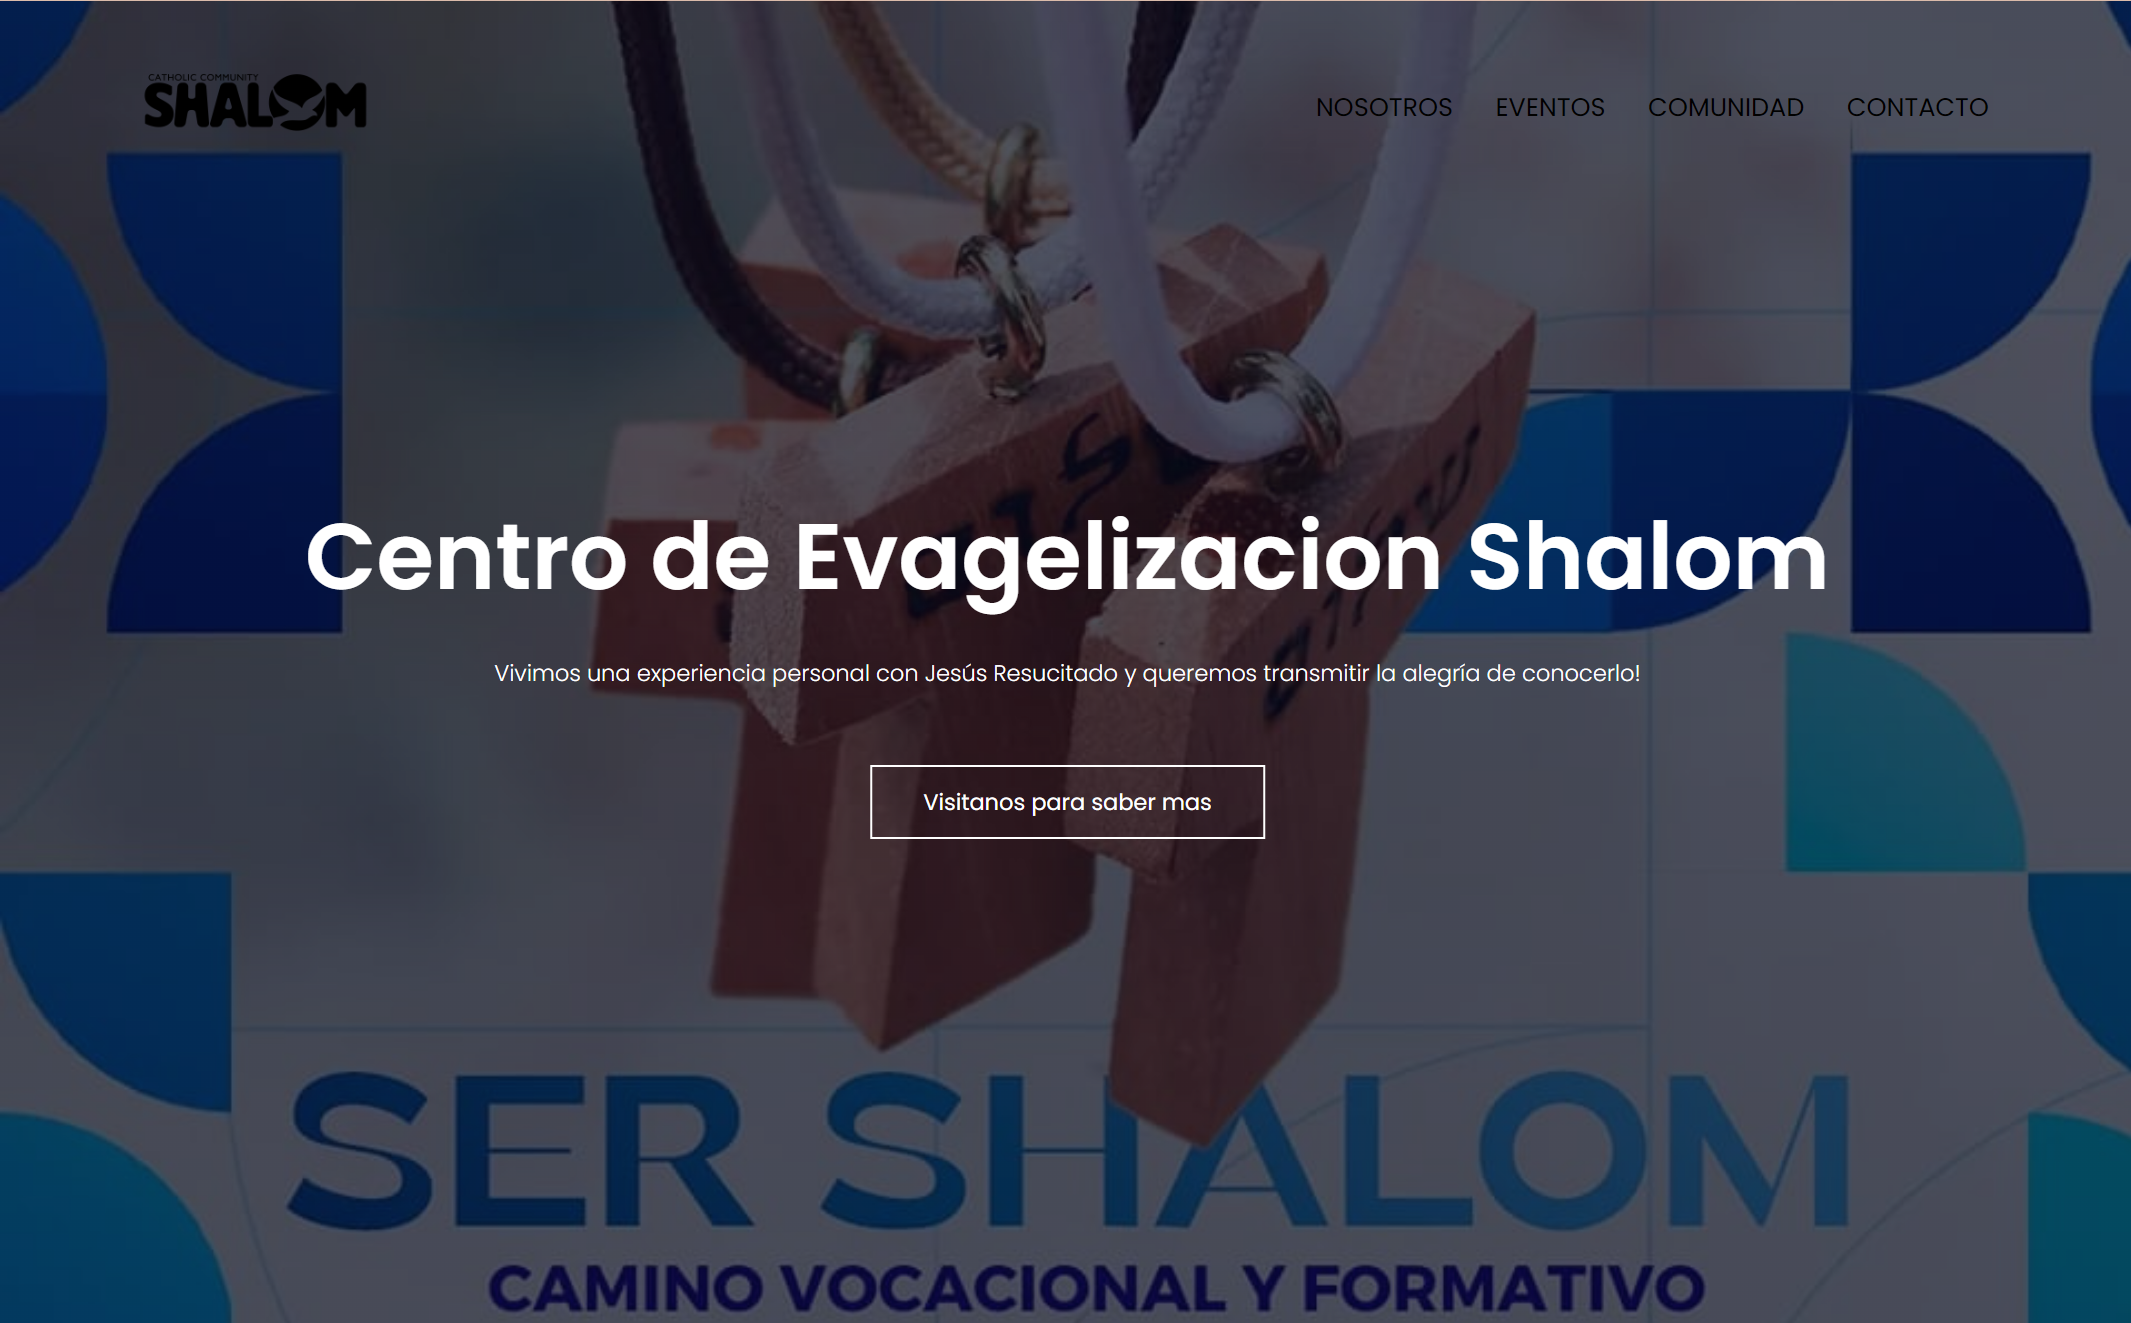 CATHOLIC COMMUNITY
SHALOM
NOSOTROS EVENTOS COMUNIDAD CONTACTO
Centro de Evagelizacion Shalom
Vivimos una experiencia personal con Jesús Resucitado y queremos transmitir la alegría de conocerlo!
Visitanos para saber mas
SER SHALOM
CAMINO VOCACIONAL Y FORMATIVO